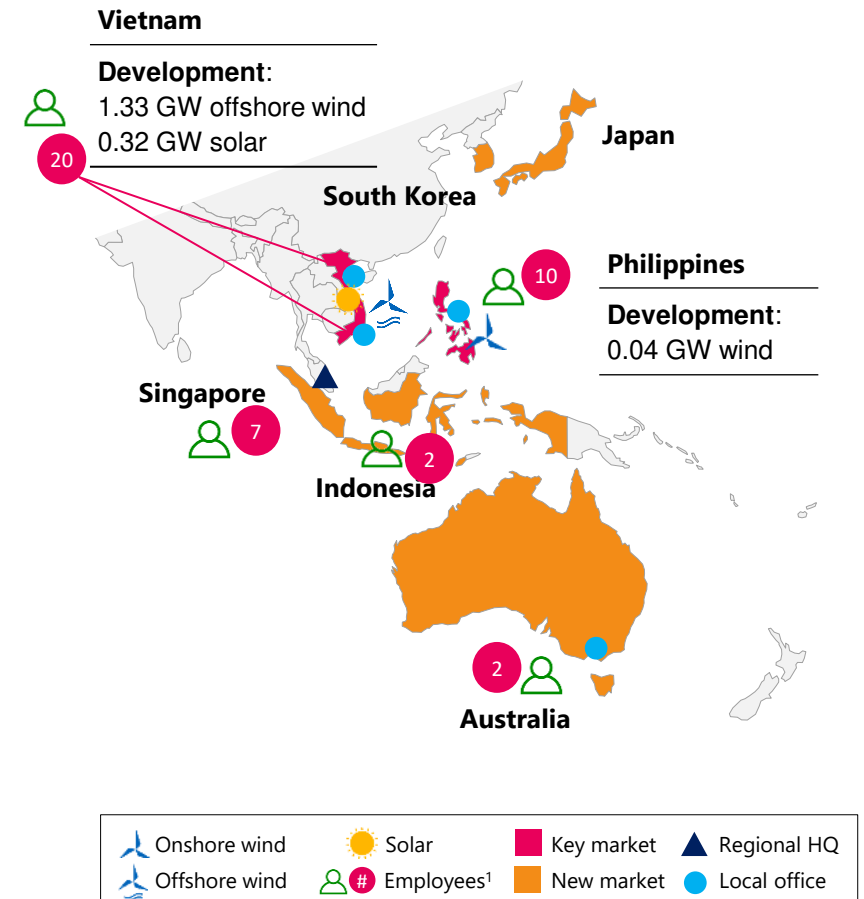 Vietnam
Development:
1.33 GW offshore wind
0.32 GW solar
20
Japan
South Korea
10
Philippines
Development:
0.04 GW wind
Singapore
7
2
Indonesia
2
Australia
Onshore wind
Solar
Key market
Regional HQ
Offshore wind
# Employees¹
New market
Local office